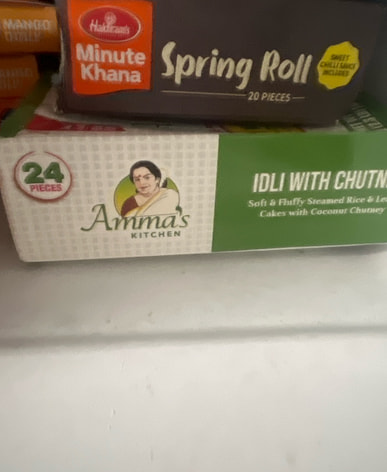 MANGO
Haldiram's
Minute
Khana
Spring Roll
20 PIECES
SWEET
CHILLI SAUCE
INCLUDED
24
PIECES
Amma's
KITCHEN
IDLI WITH CHUTN
Soft & Fluffy Steamed Rice & Le
Cakes with Coconut Chutney